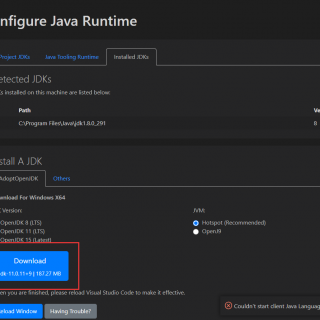 nfigure Java Runtime
Project JDKs Java Tooling Runtime Installed JDKs
etected JDKs
s installed on this machine are listed below:
Path Ve
C:\Program Files\Java\jdk1.8.0_291 8
stall A JDK
AdoptOpenJDK Others
wnload For Windows X64
Version: JVM:
OpenJDK 8 (LTS) Hotspot (Recommended)
OpenJDK 11 (LTS) OpenJ9
OpenJDK 15 (Latest)
Download
dk-11.0.11+9 | 187.27 MB
en you are finished, please reload Visual Studio Code to make it effective.
eload Window Having Trouble?
Couldn't start client Java Languag